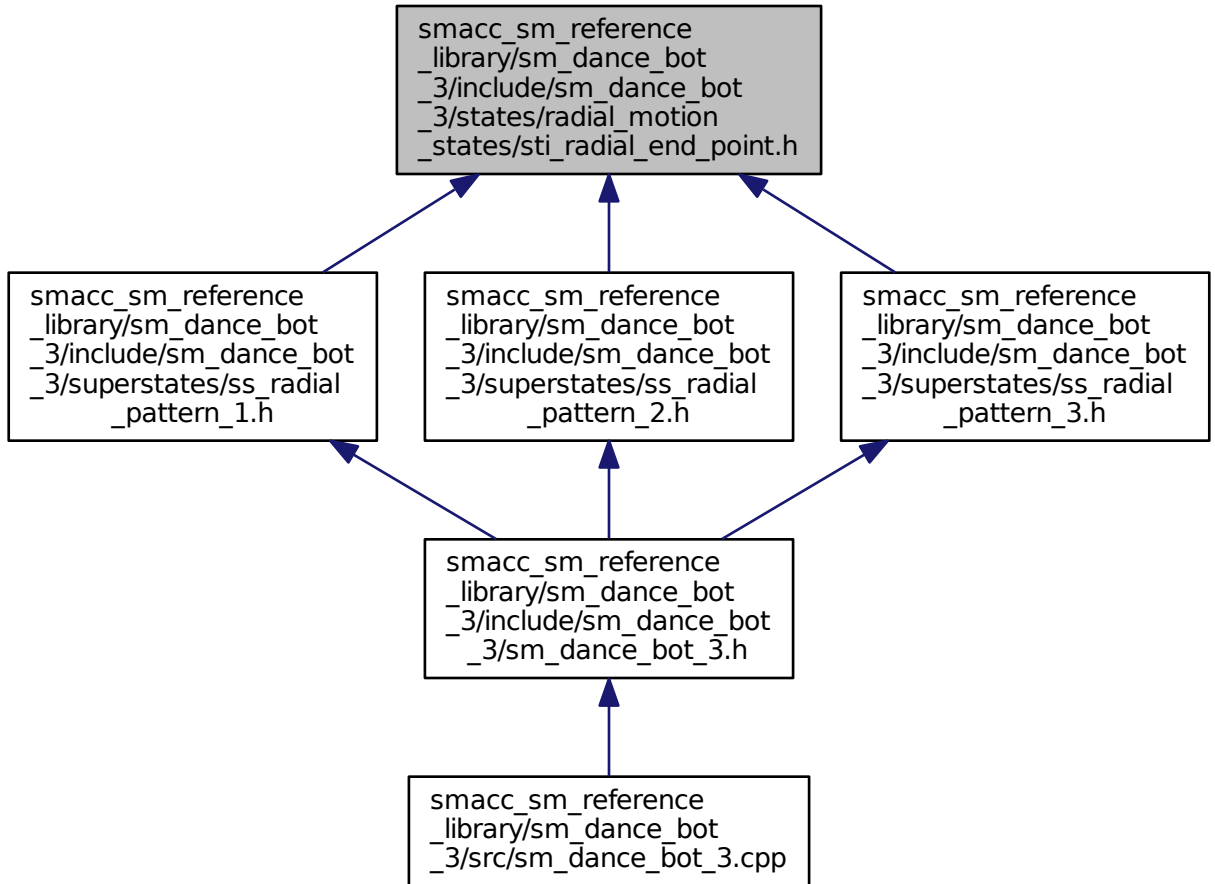 smacc_sm_reference
_library/sm_dance_bot
_3/include/sm_dance_bot
_3/states/radial_motion
_states/sti_radial_end_point.h
smacc_sm_reference
_library/sm_dance_bot
_3/include/sm_dance_bot
_3/superstates/ss_radial
_pattern_1.h
smacc_sm_reference
_library/sm_dance_bot
_3/include/sm_dance_bot
_3/superstates/ss_radial
_pattern_2.h
smacc_sm_reference
_library/sm_dance_bot
_3/include/sm_dance_bot
_3/superstates/ss_radial
_pattern_3.h
smacc_sm_reference
_library/sm_dance_bot
_3/include/sm_dance_bot
_3/sm_dance_bot_3.h
smacc_sm_reference
_library/sm_dance_bot
_3/src/sm_dance_bot_3.cpp